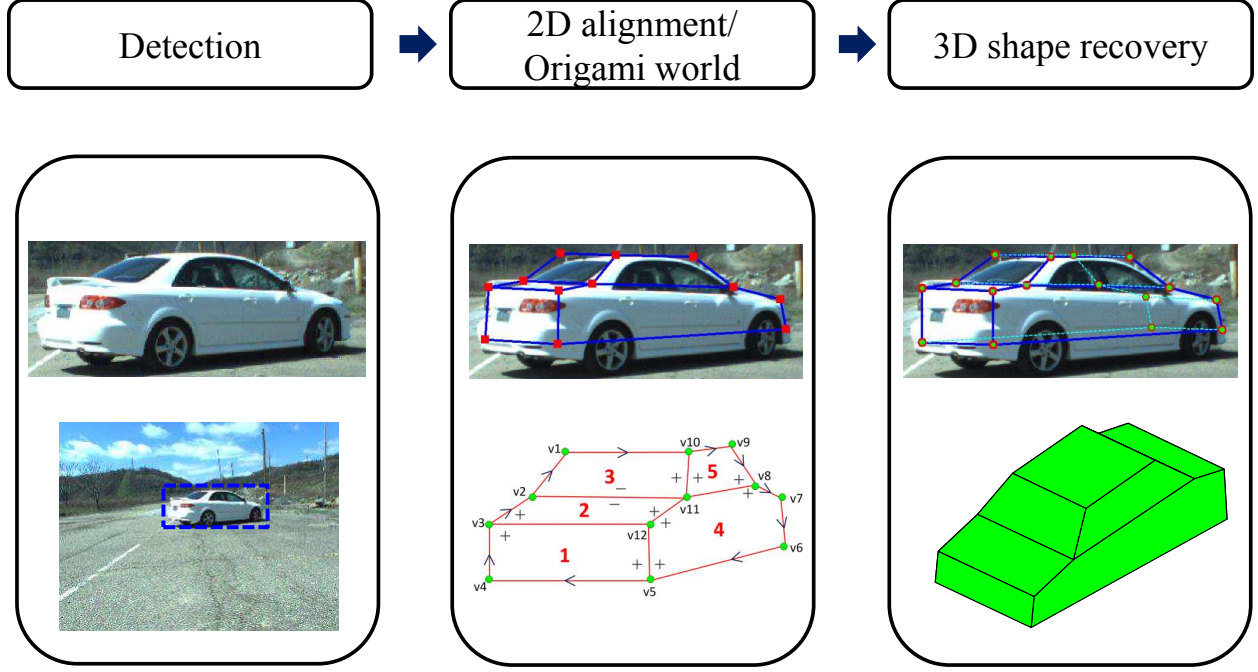 Detection
2D alignment/
Origami world
3D shape recovery
v1
v10
v9
3
+
+
5
v2
−
+
v8
v7
2
−
+
v11
v3
+
+
+
v12
4
+
1
v6
+
+
v4
v5